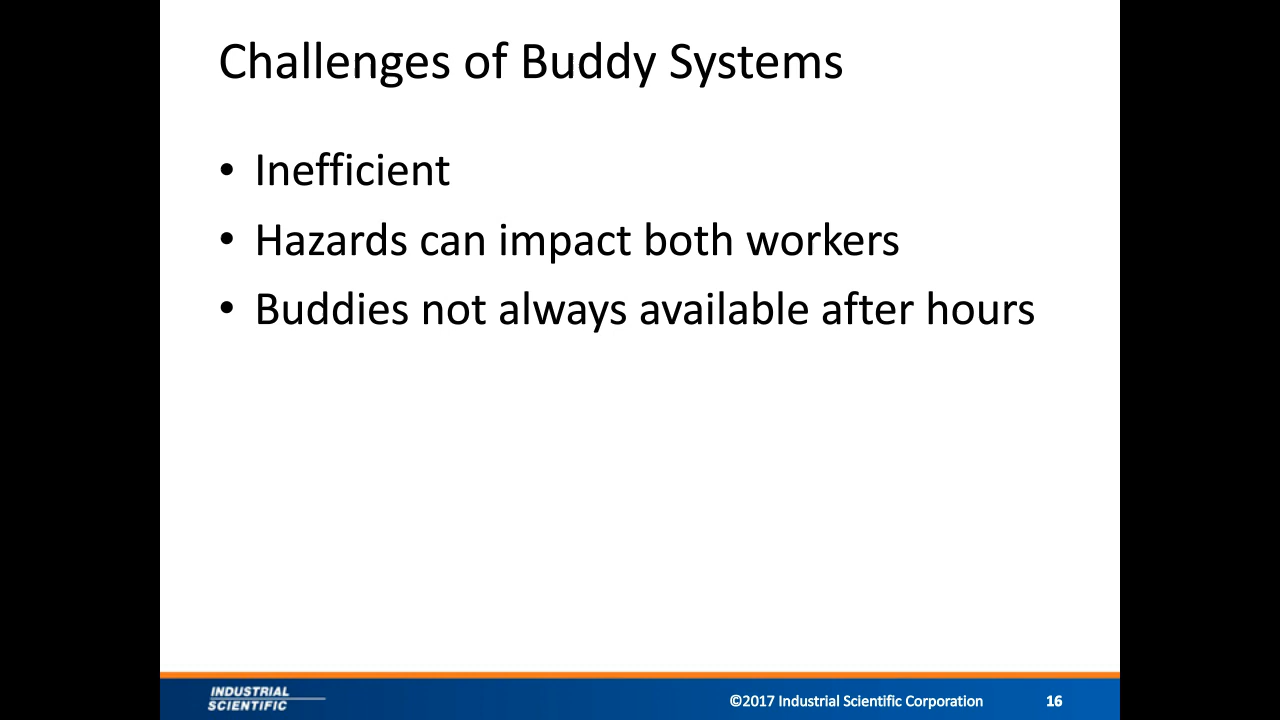 Challenges of Buddy Systems
• Inefficient
• Hazards can impact both workers
• Buddies not always available after hours
INDUSTRIAL
SCIENTIFIC
©2017 Industrial Scientific Corporation 16